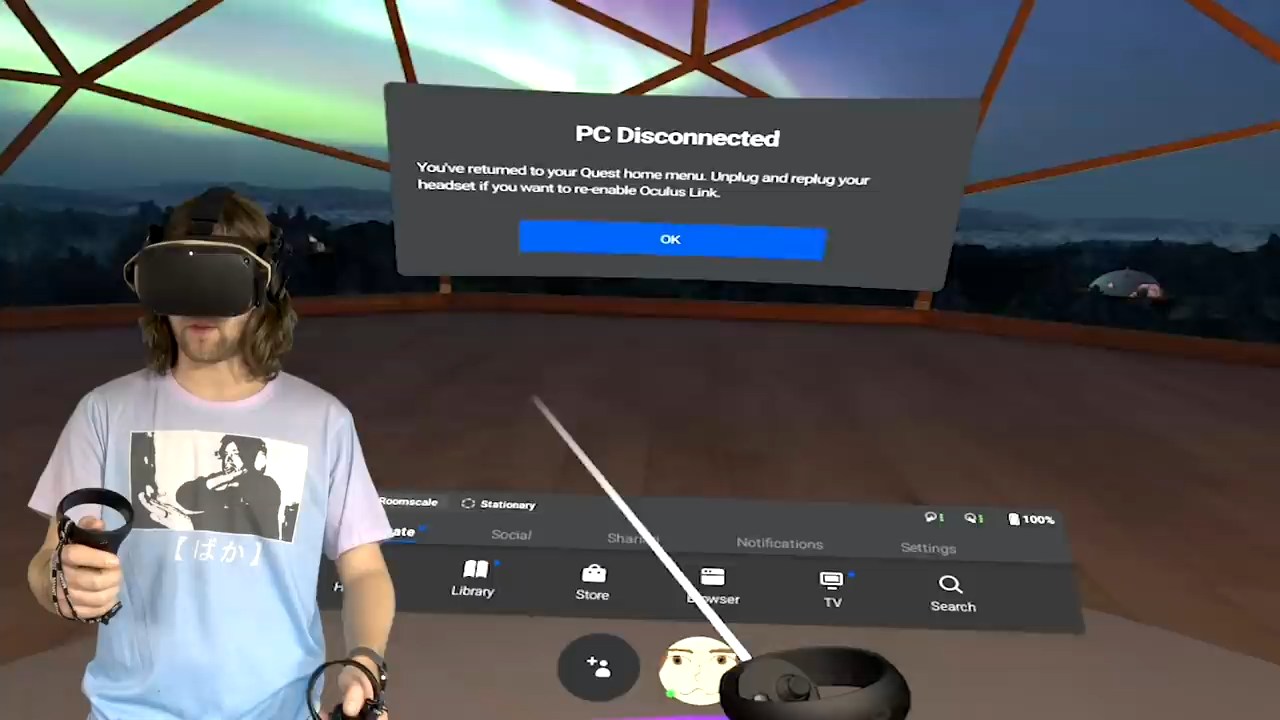 PC Disconnected
You've returned to your Quest home menu. Unplug and replug your
headset if you want to re-enable Oculus Link.
OK
Roomscale
Stationary
100%
Social
Notifications
Settings
Library
Store
TV
Search
【ばか】